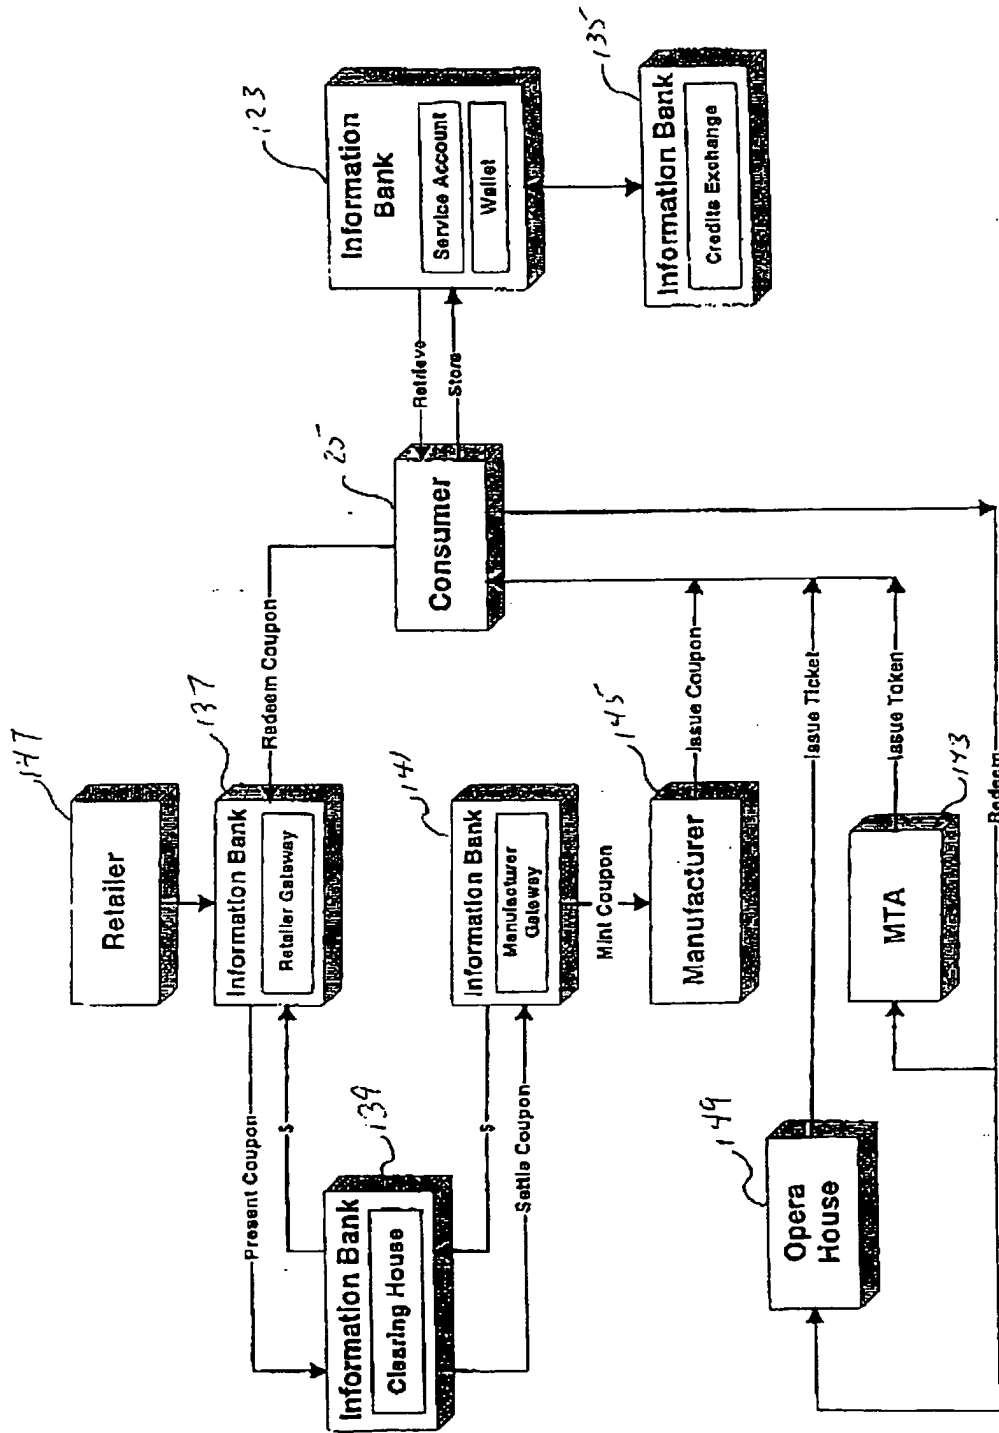 147
Retailer
137
Information Bank
Retailer Gateway
Redeem Coupon
Present Coupon
$
139
Information Bank
Clearing House
$
Settle Coupon
141
Information Bank
Manufacturer
Gateway
Mint Coupon
145
Manufacturer
Issue Coupon
25
Consumer
Retrieve
Store
123
Information
Bank
Service Account
Wallet
135
Information Bank
Credits Exchange
149
Opera
House
Issue Ticket
MTA
143
Issue Token
Redeem